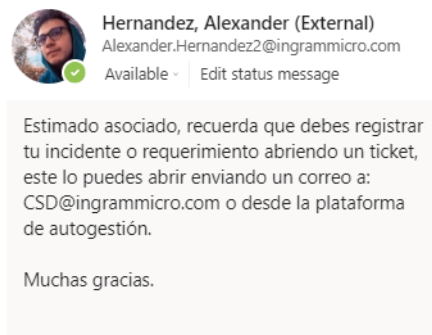 Hernandez, Alexander (External)
Alexander.Hernandez2@ingrammicro.com
Available Edit status message
Estimado asociado, recuerda que debes registrar
tu incidente o requerimiento abriendo un ticket,
este lo puedes abrir enviando un correo a:
CSD@ingrammicro.com o desde la plataforma
de autogestión.
Muchas gracias.